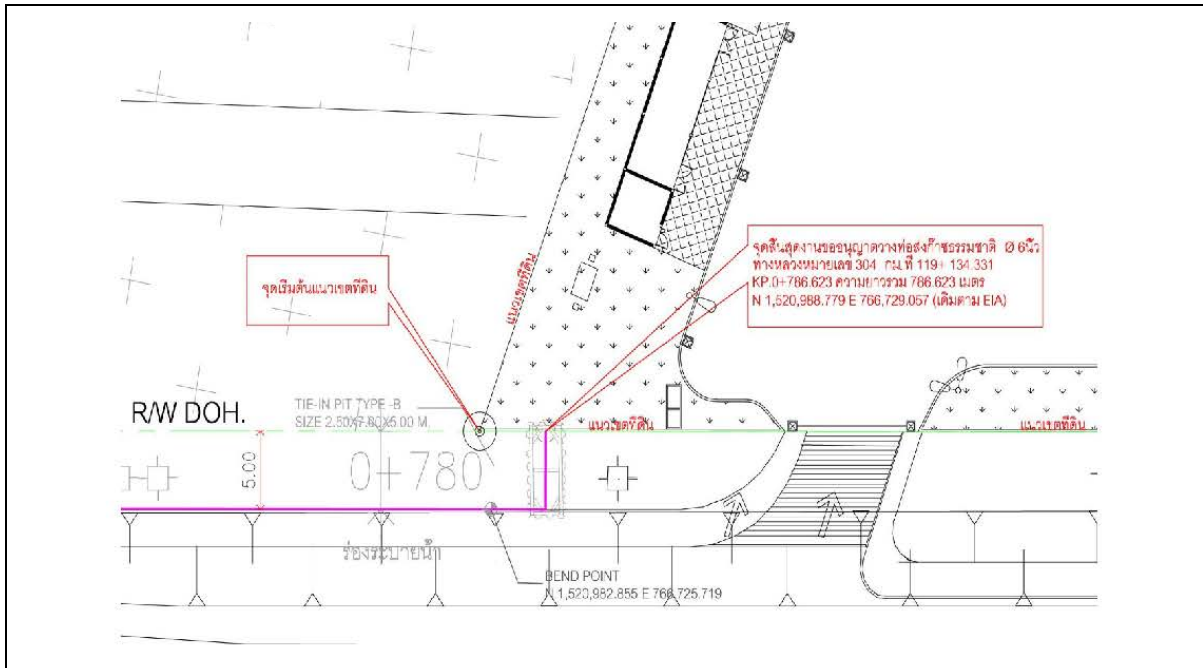 จุดสิ้นสุดงานขออนุญาตวางท่อส่งก๊าซธรรมชาติ Ø 6นิ้ว
ทางหลวงหมายเลข 304 กม.ที่ 119+ 134.331
KP.0+786.623 ความยาวรวม 786.623 เมตร
N 1,520,988.779 E 766,729.057 (เดิมตาม EIA)
จุดเริ่มต้นแนวเขตที่ดิน
แนวเขตที่ดิน
R/W DOH.
TIE-IN PIT TYPE -B
SIZE 2.50X7.00X5.00 M.
แนวเขตที่ดิน
แนวเขตที่ดิน
5.00
0+780
ร่องระบายน้ำ
BEND POINT
N 1,520,982.855 E 766,725.719